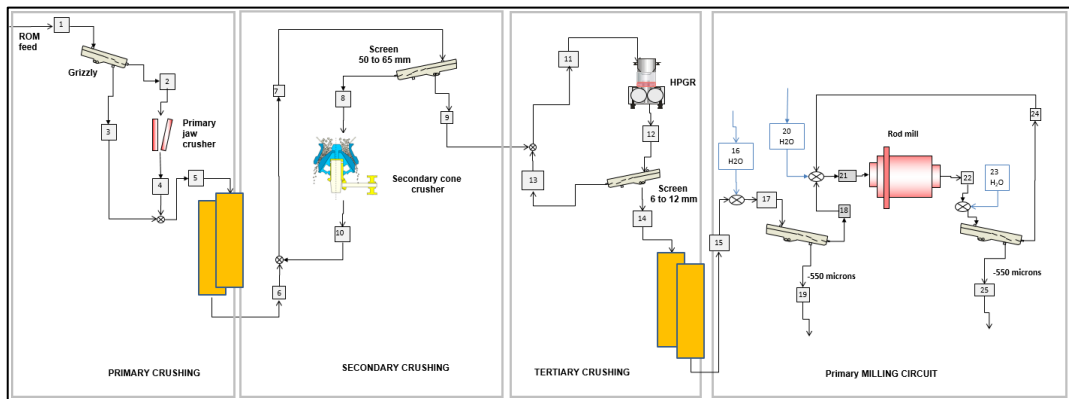 1
ROM
feed
Grizzly
2
3
Primary
jaw
crusher
4
5
PRIMARY CRUSHING
Screen
50 to 65 mm
7
8
9
Secondary cone
crusher
10
6
SECONDARY CRUSHING
11
HPGR
12
13
Screen
6 to 12 mm
14
TERTIARY CRUSHING
15
16
H2O
17
20
H2O
24
Rod mill
21
22
23
H₂O
18
-550 microns
19
-550 microns
25
Primary MILLING CIRCUIT